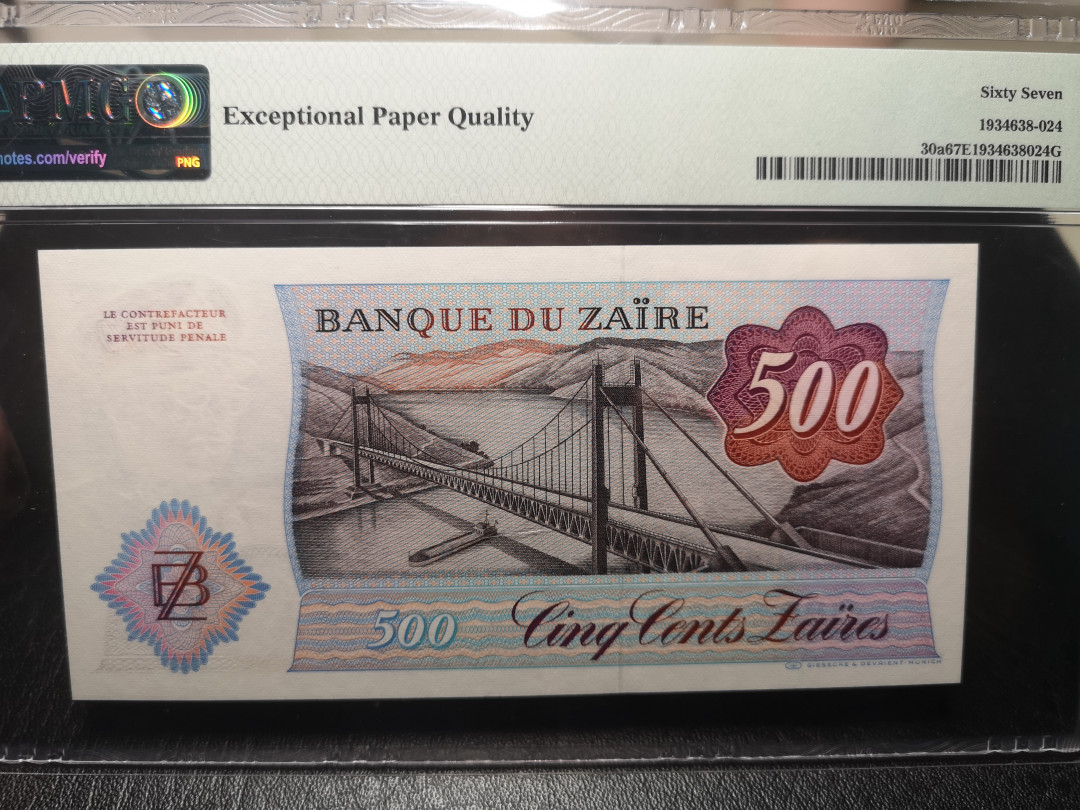 PMG
notes.com/verify
PNG
Exceptional Paper Quality
Sixty Seven
1934638-024
30a67E1934638024G
LE CONTREFACTEUR
EST PUNI DE
SERVITUDE PENALE
BANQUE DU ZAÏRE
500
BZ
500
Cinq Cents Zaïres
GIESECKE & DEVRIENT · MUNICH